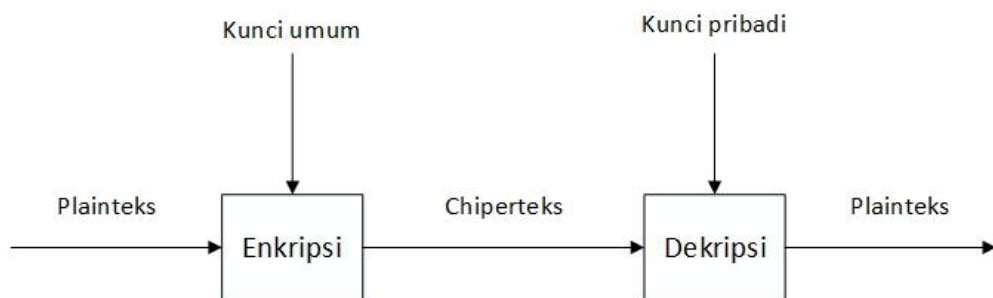 Kunci umum
Kunci pribadi
Plainteks
Chiperteks
Plainteks
Enkripsi
Dekripsi